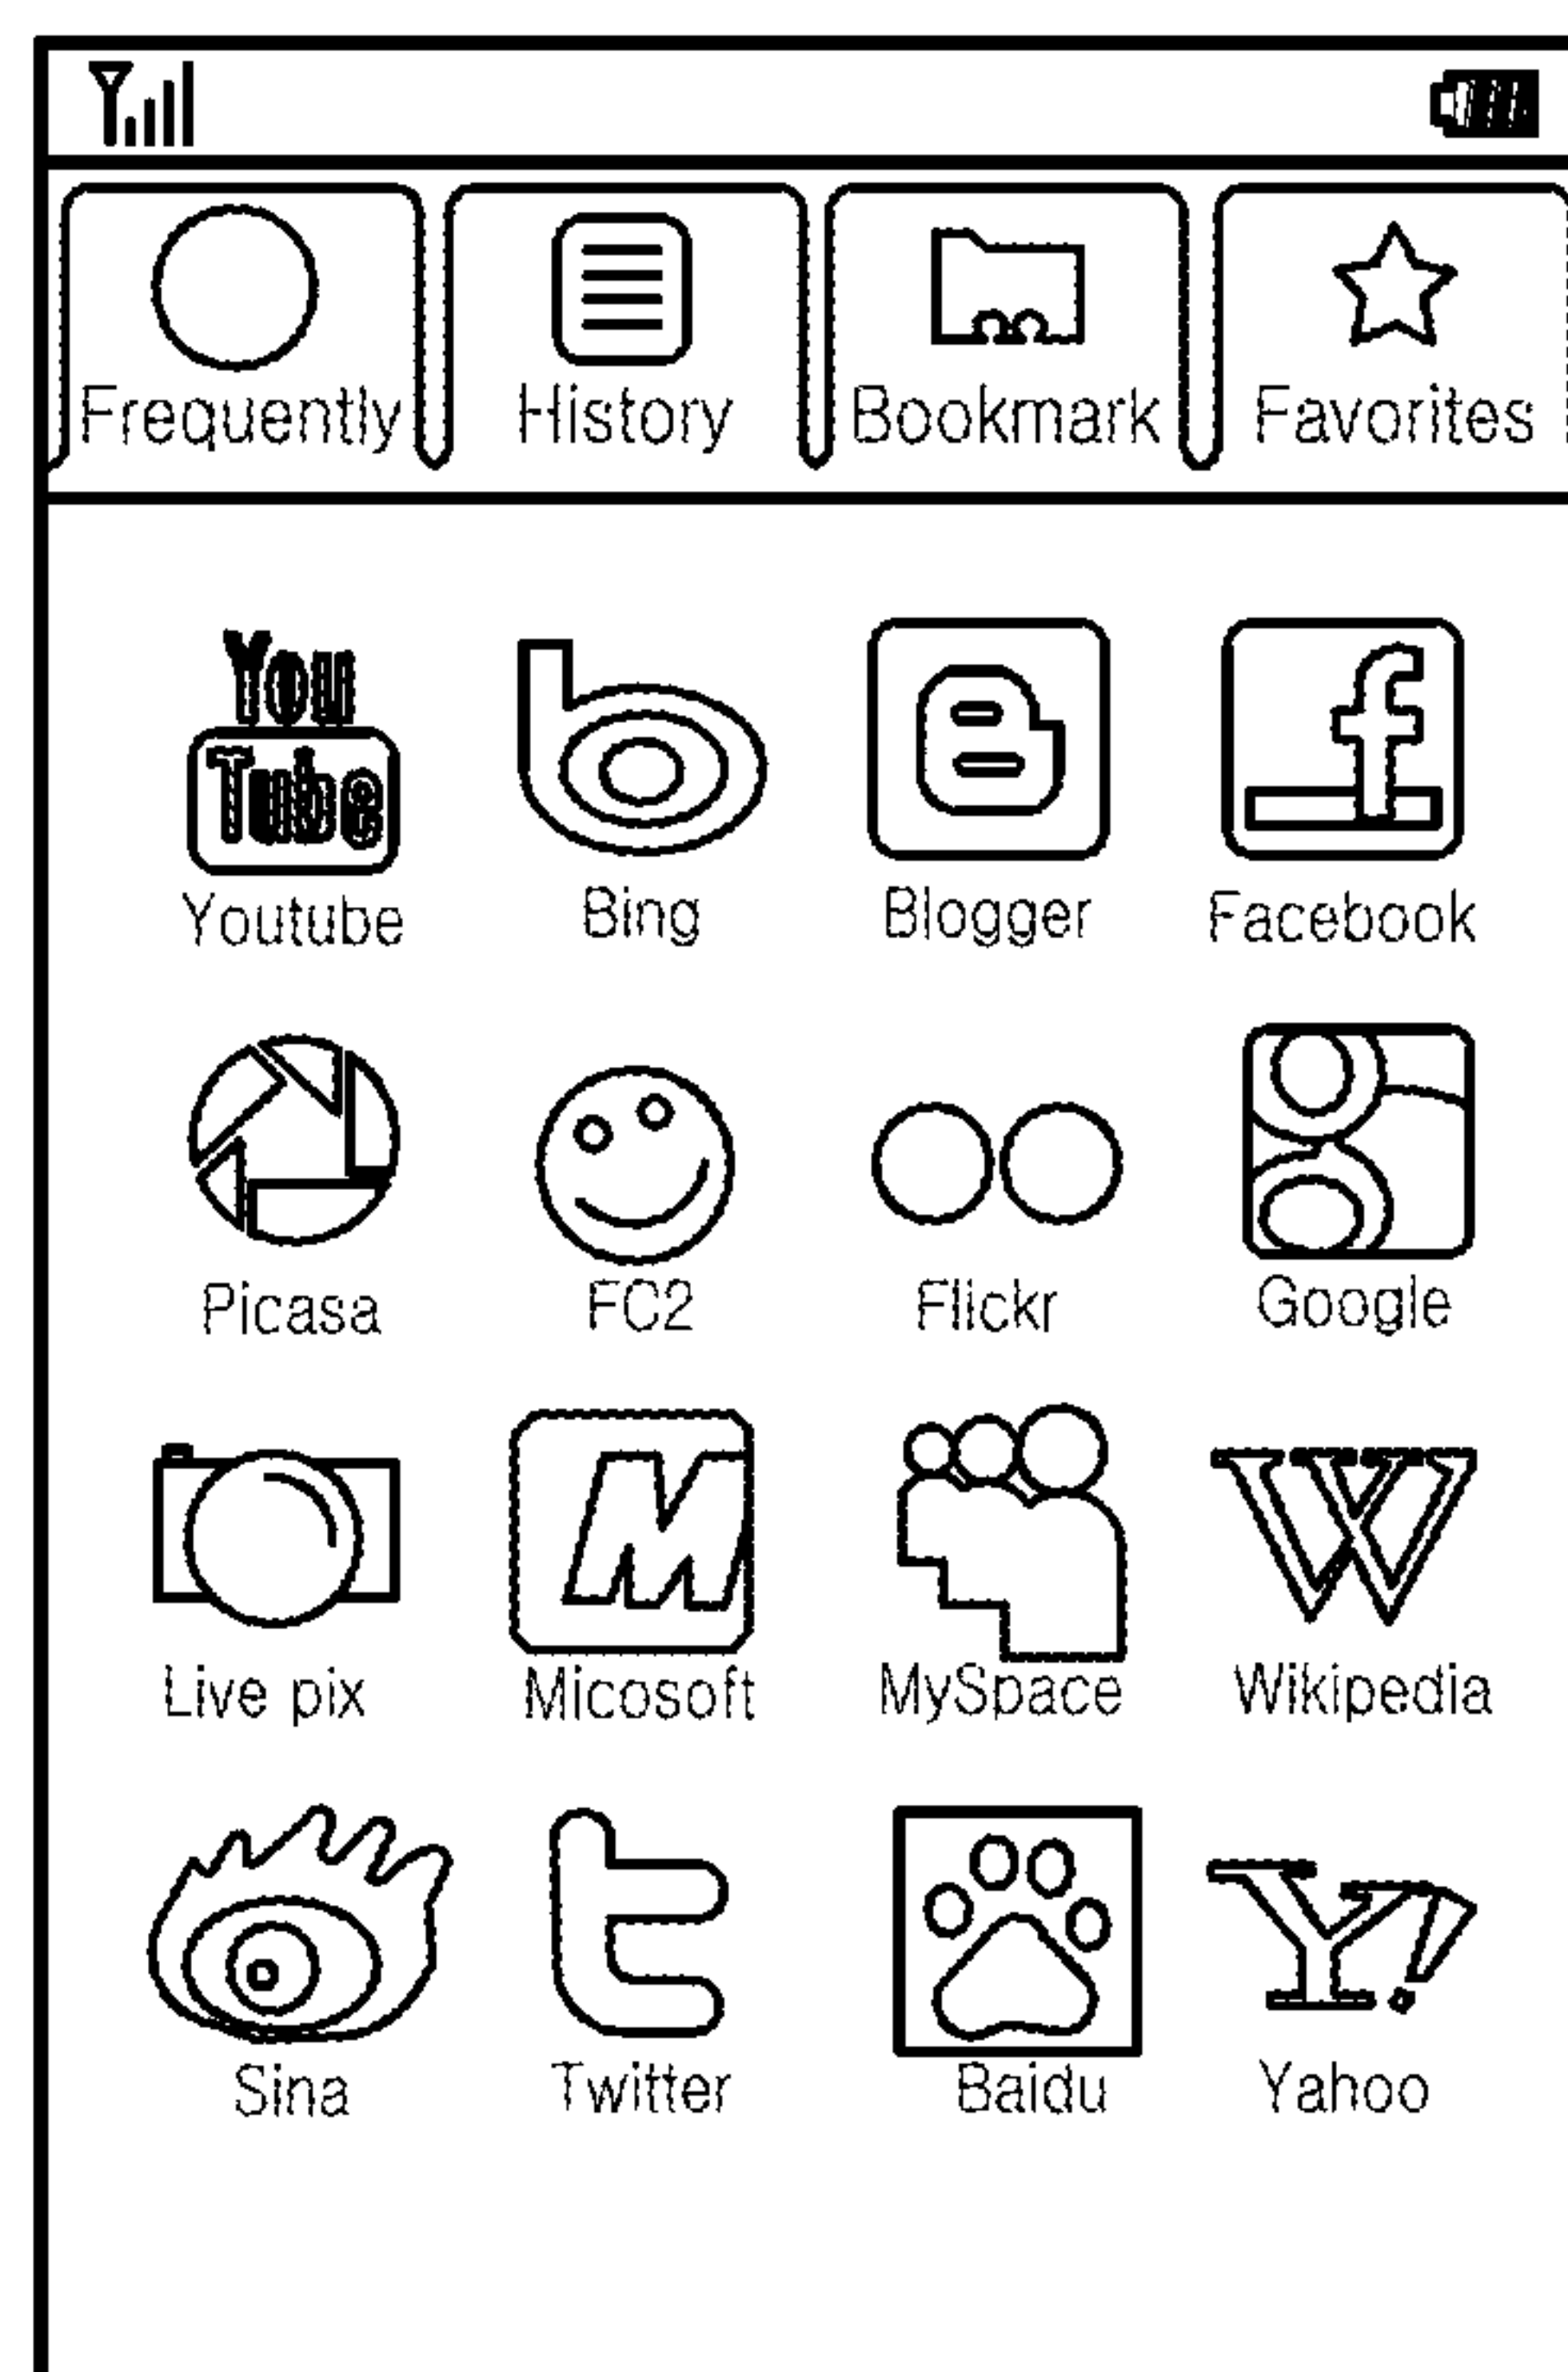 Frequently History Bookmark Favorites
You
Tube
Youtube Bing Blogger Facebook
Picasa FC2 Flickr Google
Live pix Micosoft MySpace Wikipedia
Y!
Sina Twitter Baidu Yahoo